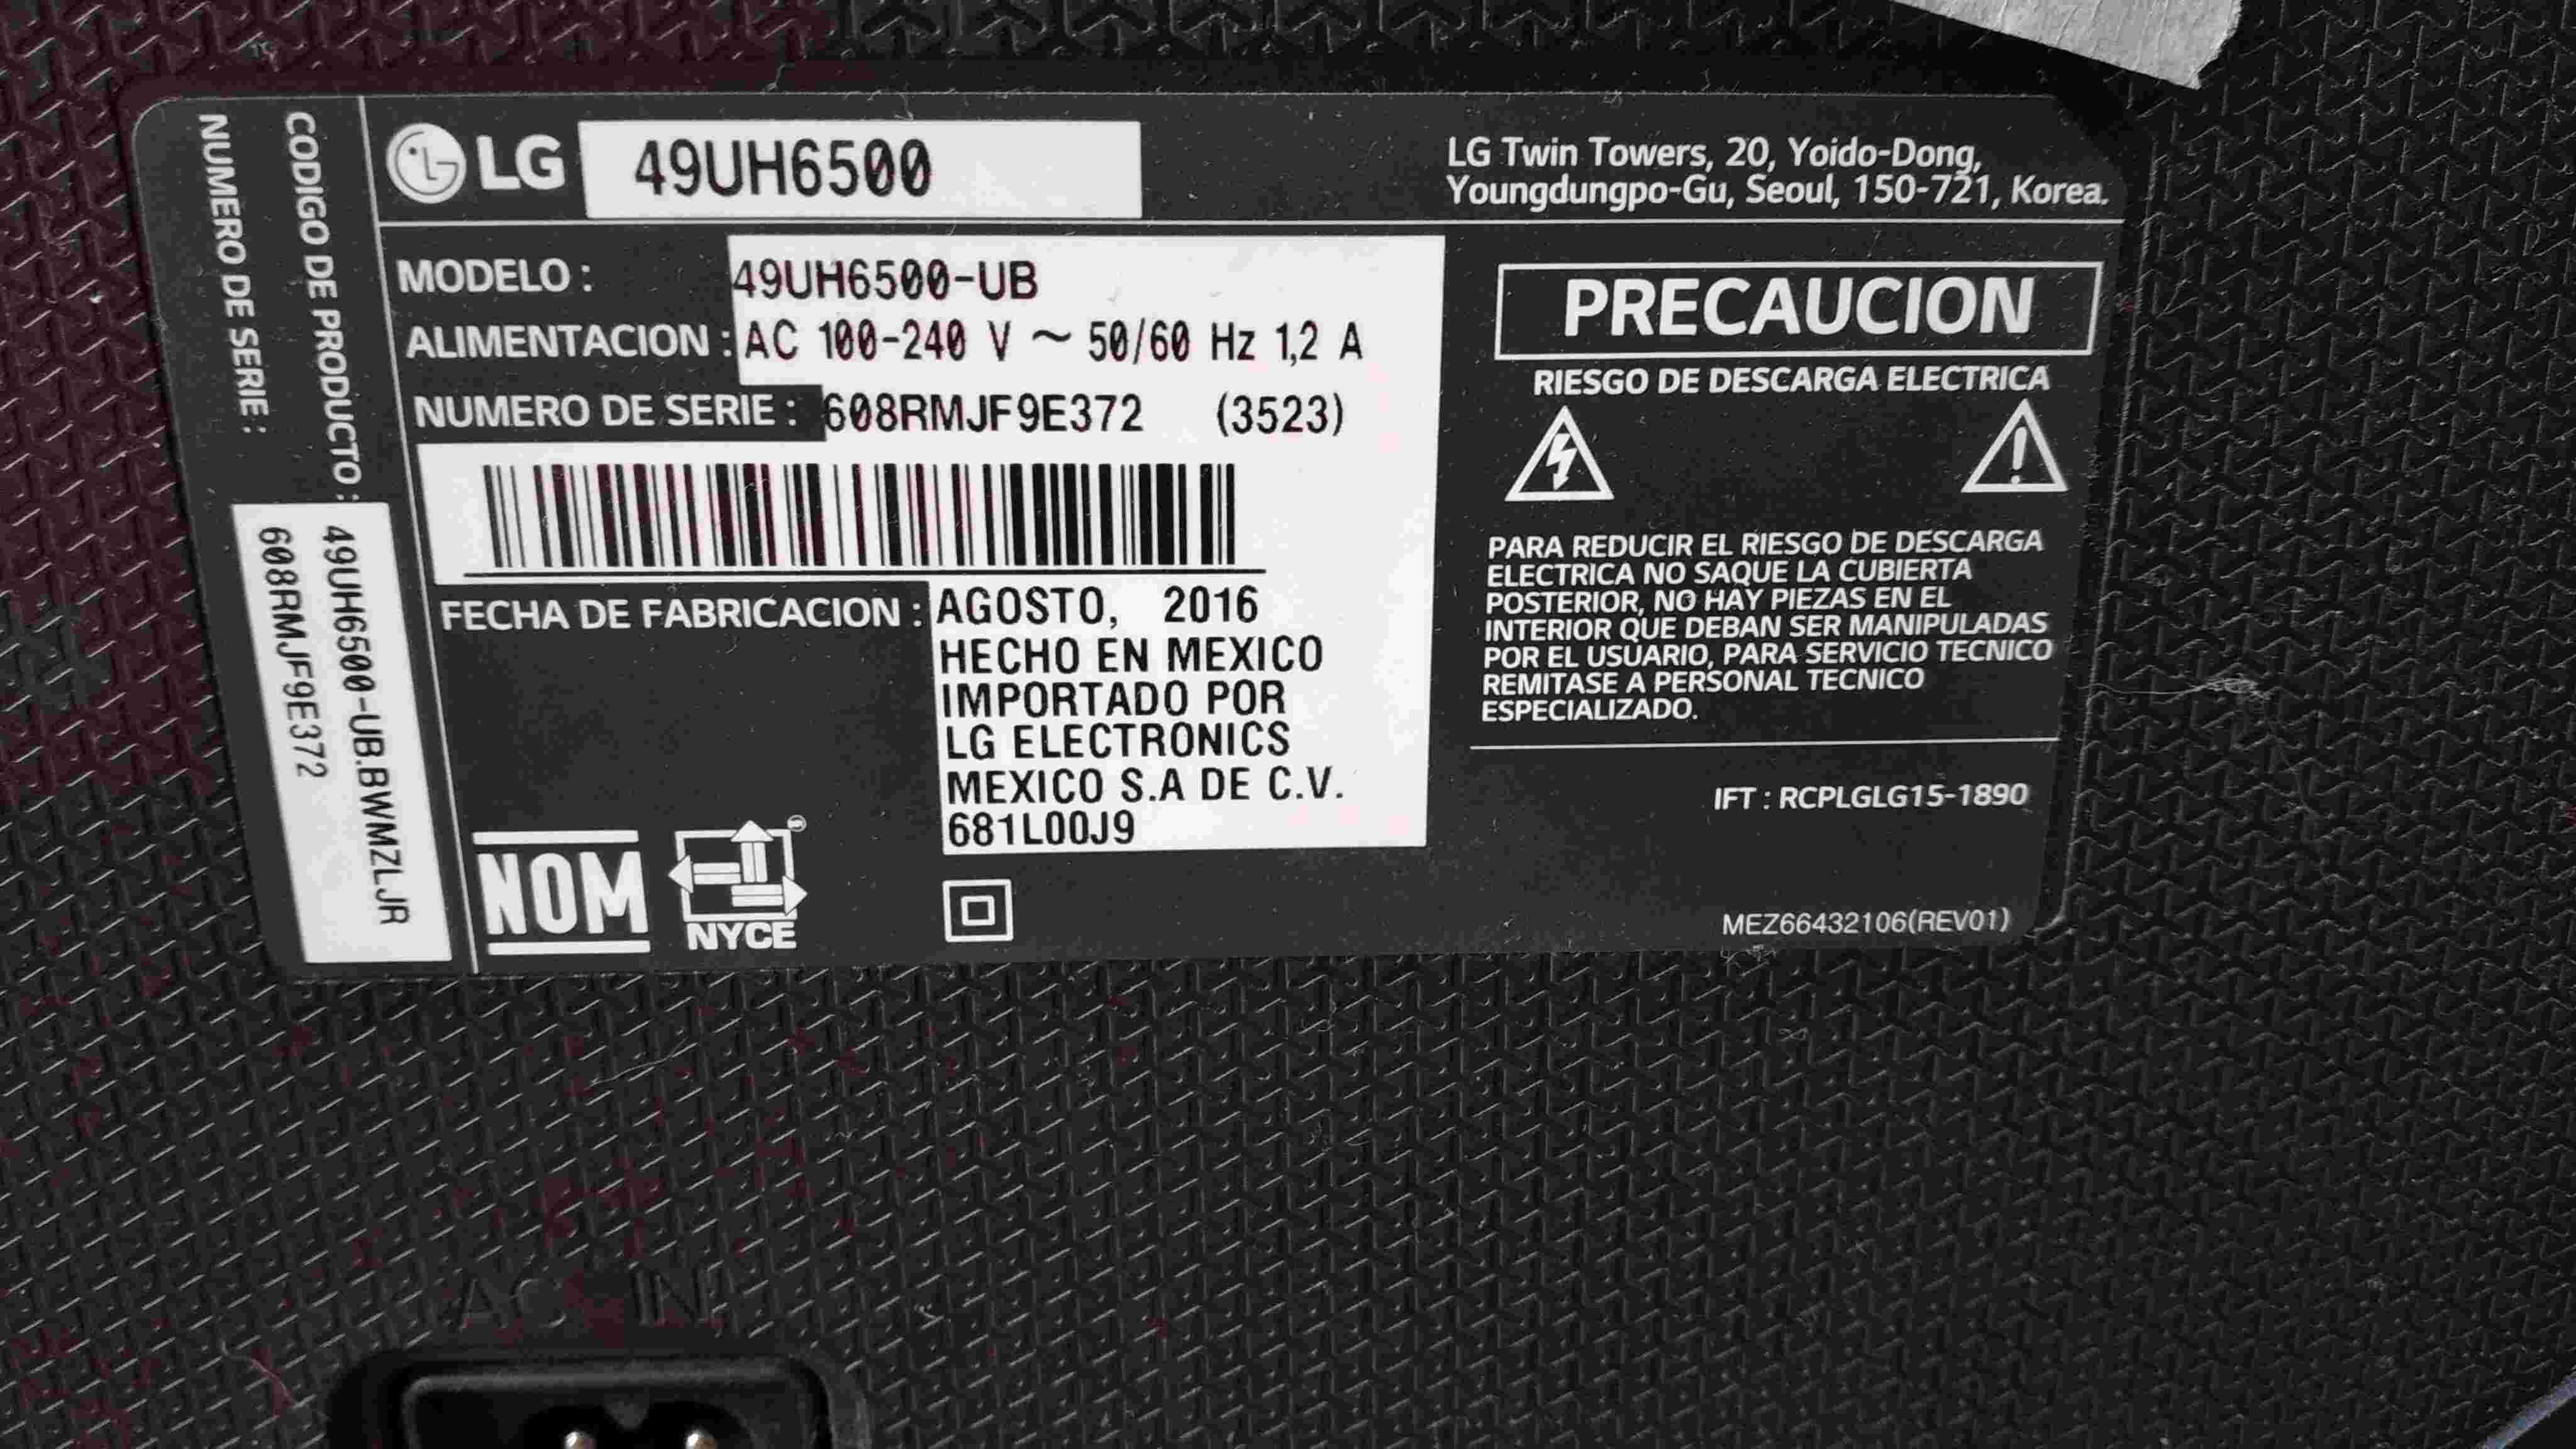 LG 49UH6500
LG Twin Towers, 20, Yoido-Dong,
Youngdungpo-Gu, Seoul, 150-721, Korea.
MODELO : 49UH6500-UB
ALIMENTACION : AC 100-240 V ~ 50/60 Hz 1,2 A
NUMERO DE SERIE : 608RMJF9E372 (3523)
FECHA DE FABRICACION : AGOSTO, 2016
HECHO EN MEXICO
IMPORTADO POR
LG ELECTRONICS
MEXICO S.A DE C.V.
681L00J9
NOM
NYCE
PRECAUCION
RIESGO DE DESCARGA ELECTRICA
PARA REDUCIR EL RIESGO DE DESCARGA
ELECTRICA NO SAQUE LA CUBIERTA
POSTERIOR, NO HAY PIEZAS EN EL
INTERIOR QUE DEBAN SER MANIPULADAS
POR EL USUARIO, PARA SERVICIO TECNICO
REMITASE A PERSONAL TECNICO
ESPECIALIZADO.
IFT : RCPLGLG15-1890
MEZ66432106(REV01)
CODIGO DE PRODUCTO : 49UH6500-UB.BWMZLJR
NUMERO DE SERIE : 608RMJF9E372
AC IN